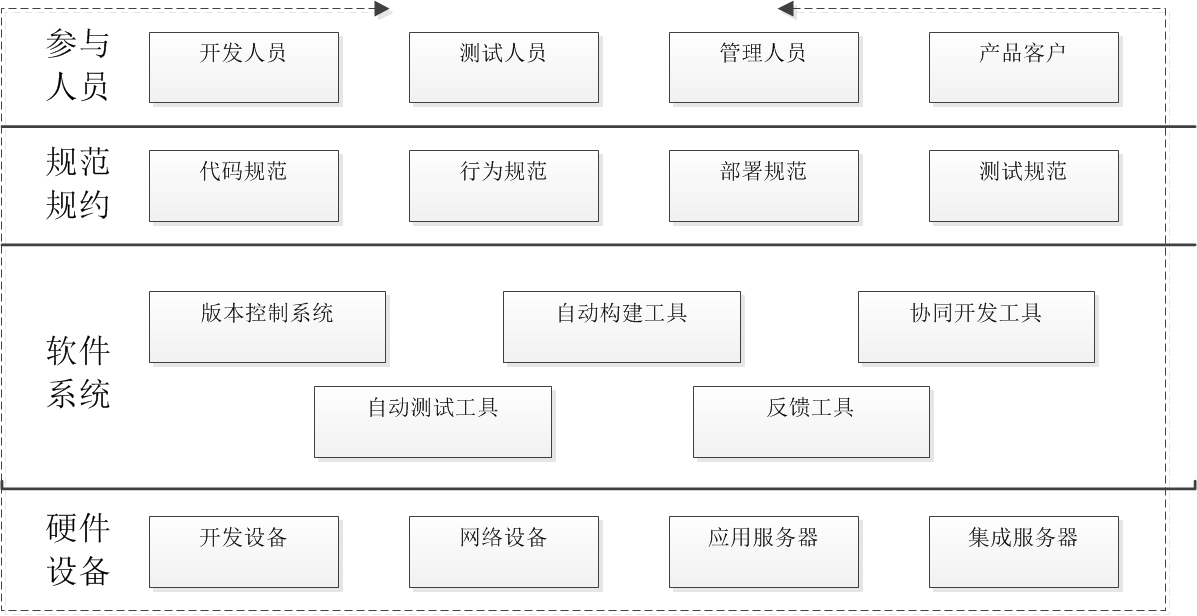 参与
人员
开发人员
测试人员
管理人员
产品客户
规范
规约
代码规范
行为规范
部署规范
测试规范
软件
系统
版本控制系统
自动构建工具
协同开发工具
自动测试工具
反馈工具
硬件
设备
开发设备
网络设备
应用服务器
集成服务器